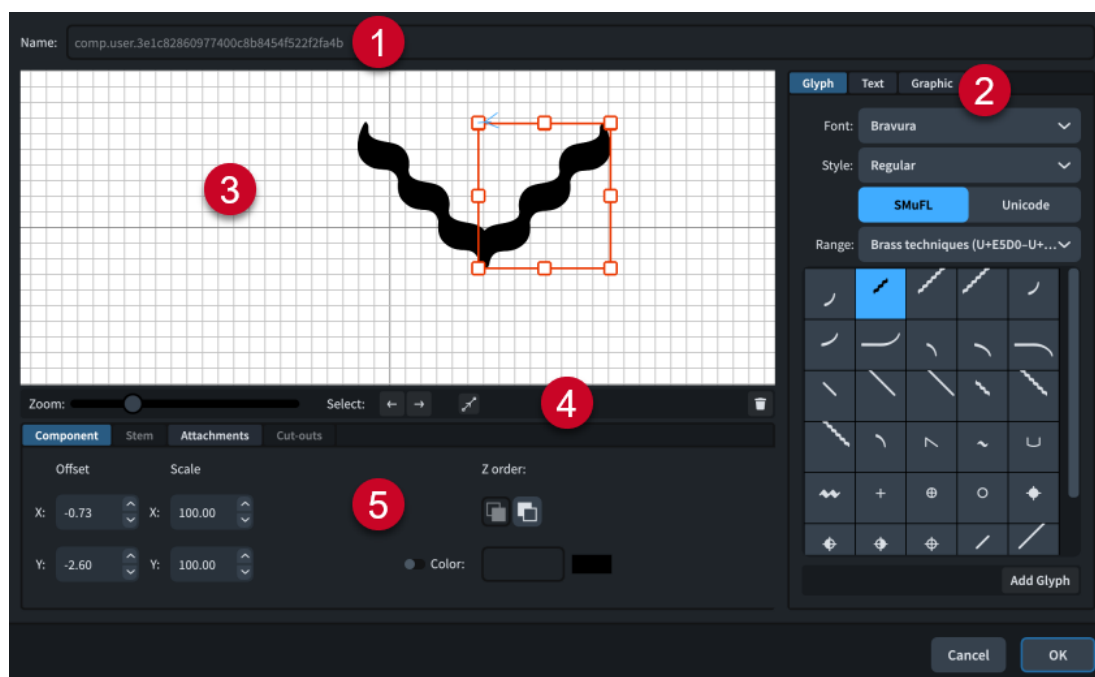 Name: comp.user.3e1c82860977400c8b8454f522f2fa4b
1
Glyph Text Graphic
2
Font: Bravura
Style: Regular
SMuFL Unicode
Range: Brass techniques (U+E5D0–U+...
3
Zoom: Select:
4
Component Stem Attachments Cut-outs
Offset Scale Z order:
X: -0.73 X: 100.00
5
Y: -2.60 Y: 100.00 Color:
Add Glyph
Cancel OK